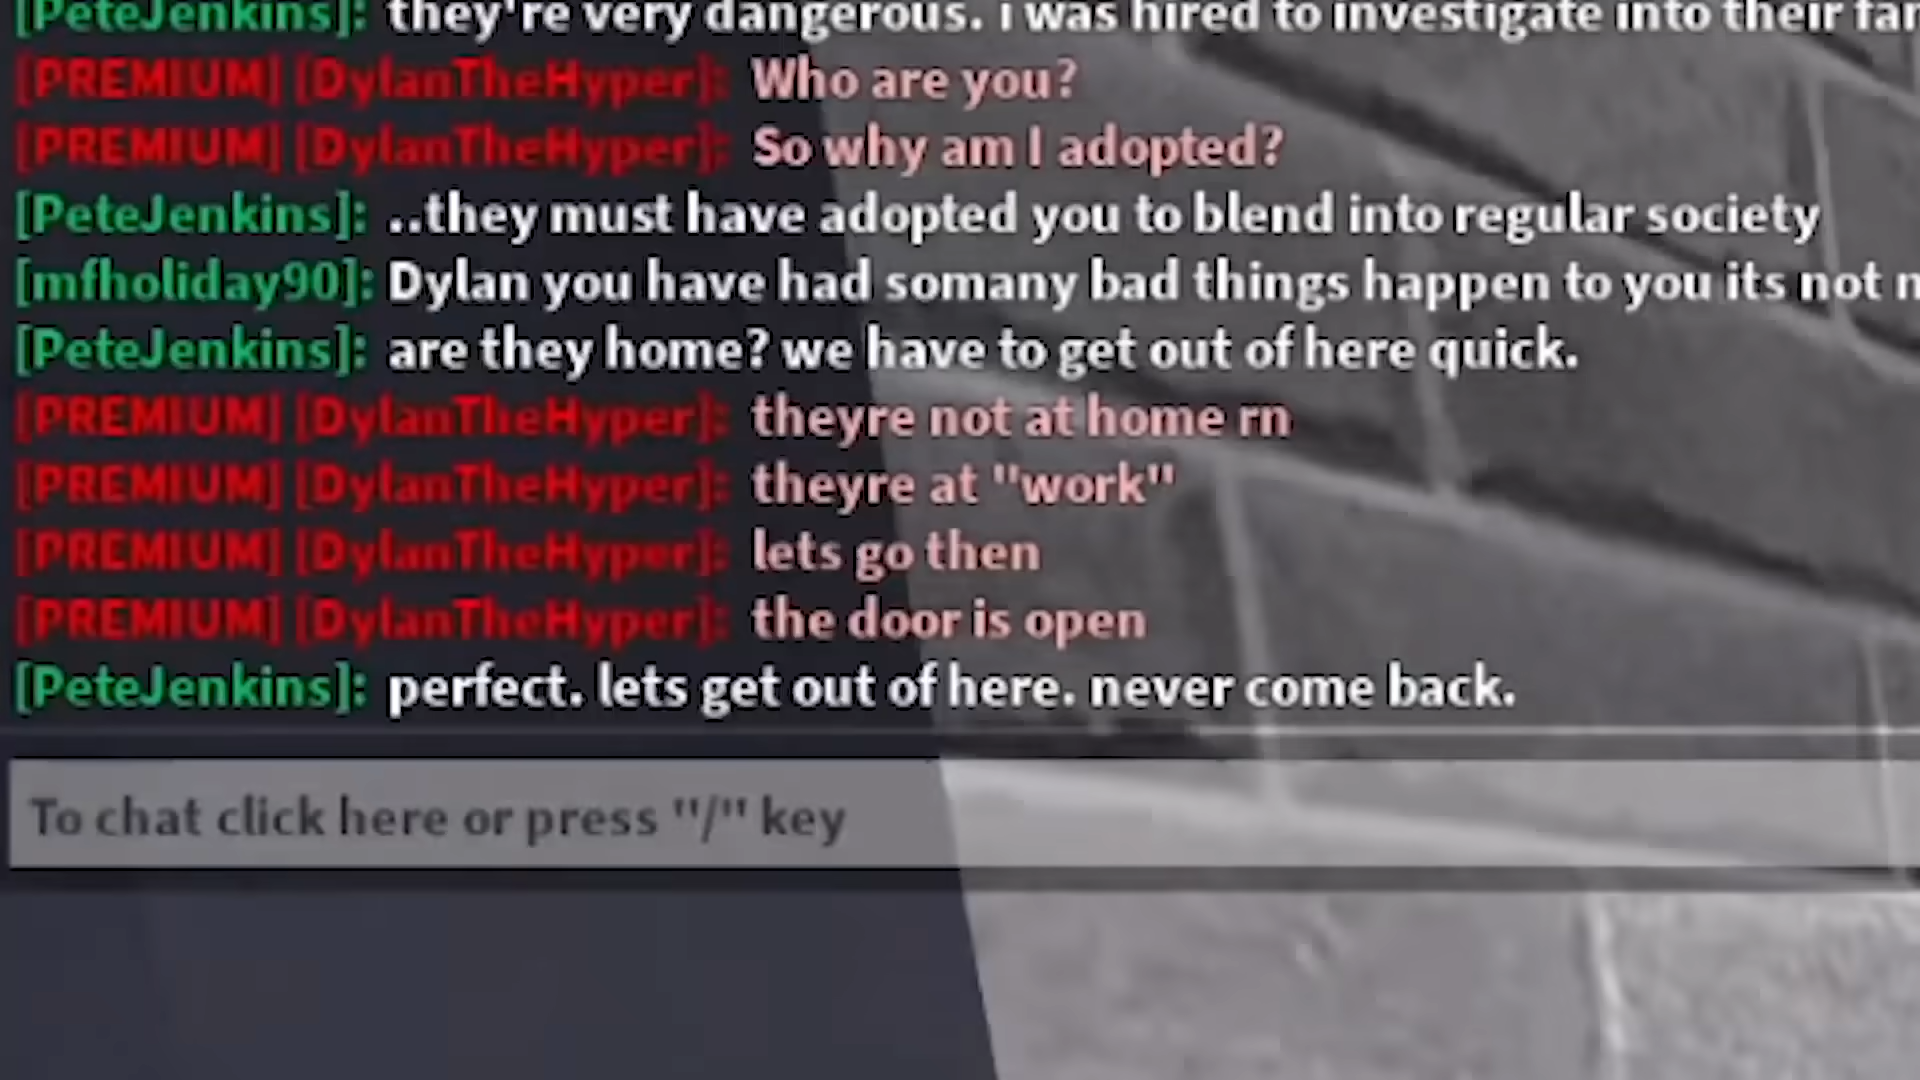 [PeteJenkins]: they're very dangerous. i was hired to investigate into their
[PREMIUM] [DylanTheHyper]: Who are you?
[PREMIUM] [DylanTheHyper]: So why am I adopted?
[PeteJenkins]: ..they must have adopted you to blend into regular society
[mfholiday90]: Dylan you have had somany bad things happen to you its not
[PeteJenkins]: are they home? we have to get out of here quick.
[PREMIUM] [DylanTheHyper]: theyre not at home rn
[PREMIUM] [DylanTheHyper]: theyre at "work"
[PREMIUM] [DylanTheHyper]: lets go then
[PREMIUM] [DylanTheHyper]: the door is open
[PeteJenkins]: perfect. lets get out of here. never come back.
To chat click here or press "/" key